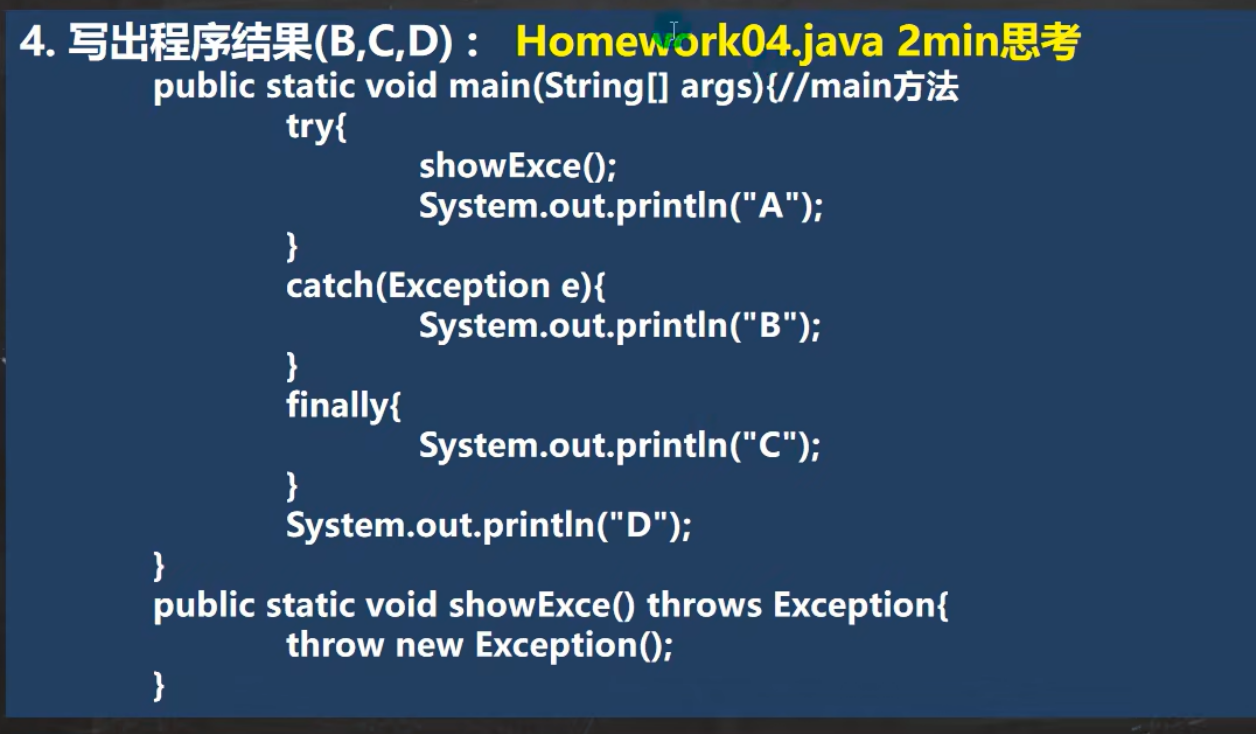 4. 写出程序结果(B,C,D)： Homework04.java 2min思考
public static void main(String[] args){//main方法
try{
showExce();
System.out.println("A");
}
catch(Exception e){
System.out.println("B");
}
finally{
System.out.println("C");
}
System.out.println("D");
}
public static void showExce() throws Exception{
throw new Exception();
}